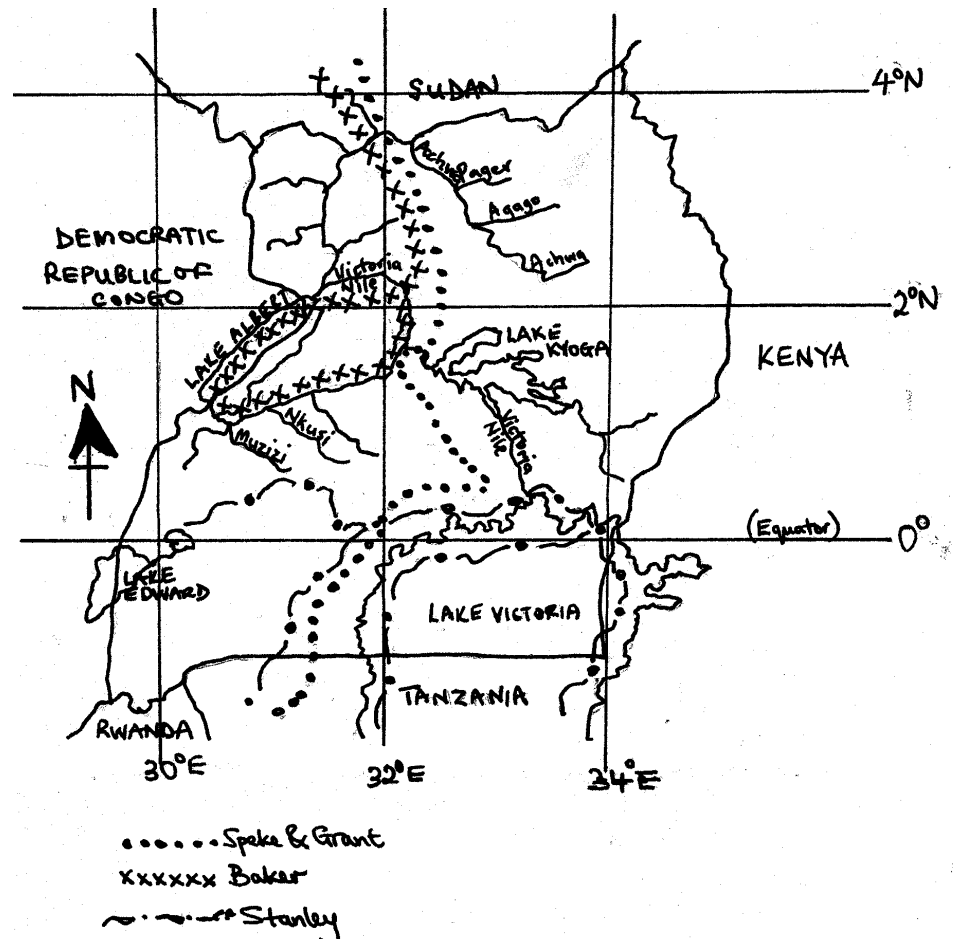 SUDAN
4°N
Achwa
Pager
Agago
Achwa
DEMOCRATIC
REPUBLIC OF
CONGO
Victoria
Nile
2°N
LAKE ALBERT
LAKE
KYOGA
KENYA
N
Nkusi
Muzizi
Victoria
Nile
(Equator)
0°
LAKE
EDWARD
LAKE VICTORIA
TANZANIA
RWANDA
30°E
32°E
34°E
Speke & Grant
xxxxxx Baker
Stanley